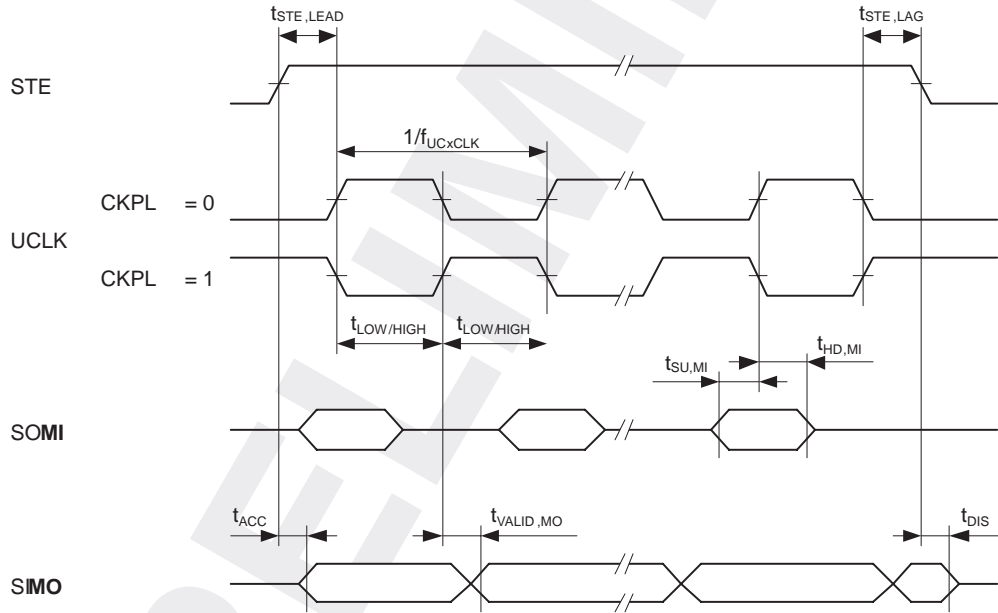 tSTE,LEAD
tSTE,LAG
STE
1/fUCxCLK
CKPL = 0
UCLK
CKPL = 1
tLOW/HIGH tLOW/HIGH
tSU,MI
tHD,MI
SOMI
tACC
tVALID,MO
tDIS
SIMO
PRELIMI